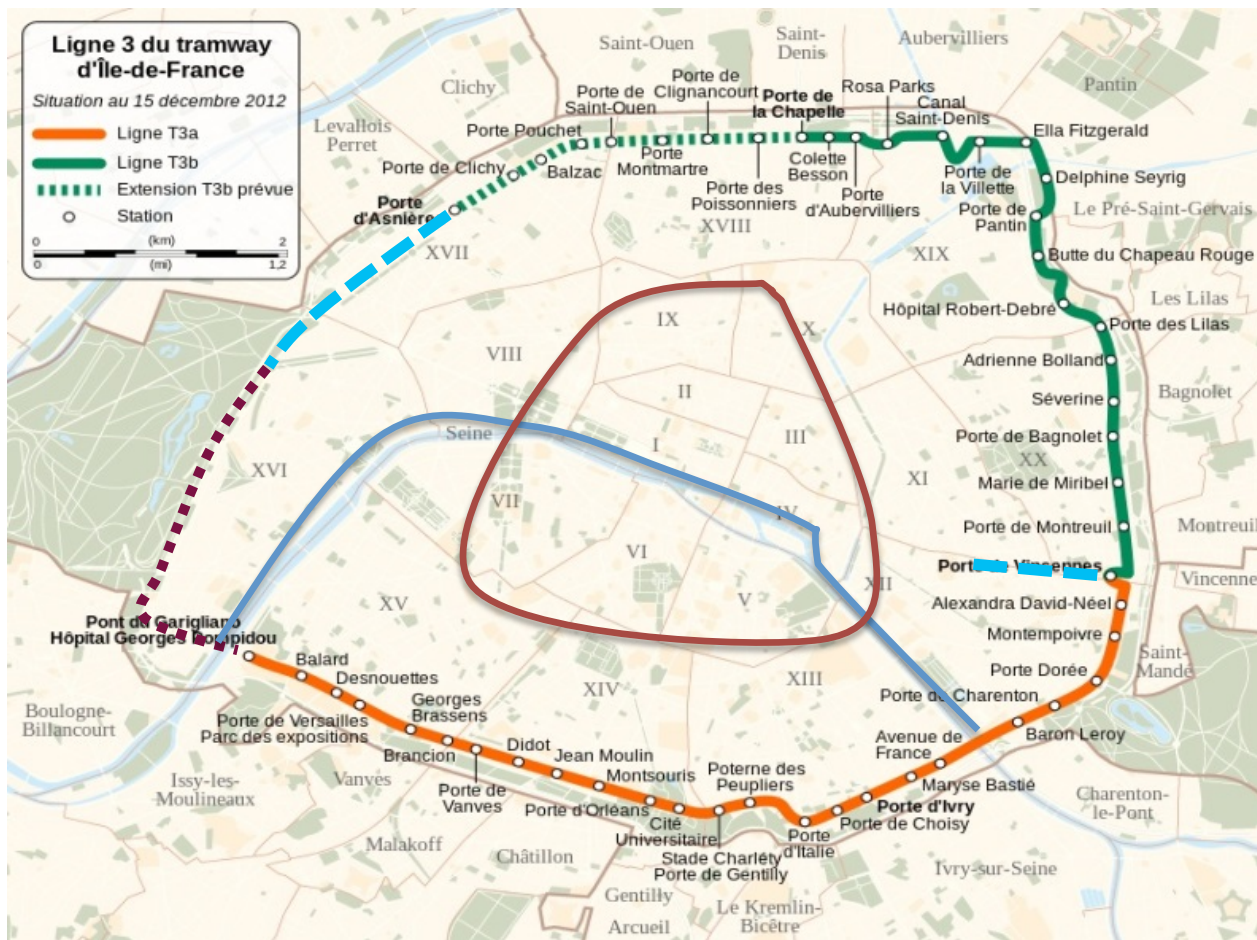 Ligne 3 du tramway
d'Île-de-France
Situation au 15 décembre 2012
Ligne T3a
Ligne T3b
Extension T3b prévue
Station
0 (km) 2
0 (mi) 1,2
Saint-Ouen
Saint-
Denis
Aubervilliers
Clichy
Pantin
Levallois
Perret
Porte de
Saint-Ouen
Porte de
Clignancourt
Porte de
la Chapelle
Rosa Parks
Canal
Saint-Denis
Ella Fitzgerald
Porte Pouchet
Porte de Clichy
Balzac
Porte
Montmartre
Porte des
Poissonniers
Colette
Besson
Porte
d'Aubervilliers
Porte de
la Villette
Delphine Seyrig
Porte
d'Asnière
Porte de
Pantin
Le Pré-Saint-Gervais
XVII
XVIII
XIX
Butte du Chapeau Rouge
Les Lilas
Hôpital Robert-Debré
Porte des Lilas
IX
X
VIII
Adrienne Bolland
II
Bagnolet
Séverine
Seine
I
III
Porte de Bagnolet
XVI
XI
XX
Marie de Miribel
VII
IV
Porte de Montreuil
Montreuil
VI
Porte de Vincennes
Vincennes
XII
XV
V
Alexandra David-Néel
Pont du Garigliano
Hôpital Georges Pompidou
Montempoivre
Saint-
Mandé
Balard
Desnouettes
Porte Dorée
XIII
XIV
Porte de Charenton
Georges
Brassens
Boulogne-
Billancourt
Porte de Versailles
Parc des expositions
Baron Leroy
Avenue de
France
Brancion
Didot
Jean Moulin
Montsouris
Poterne des
Peupliers
Maryse Bastié
Issy-les-
Moulineaux
Vanves
Porte de
Vanves
Porte d'Orléans
Porte d'Ivry
Porte de Choisy
Charenton-
le-Pont
Cité
Universitaire
Porte
d'Italie
Malakoff
Châtillon
Stade Charléty
Porte de Gentilly
Ivry-sur-Seine
Gentilly
Arcueil
Le Kremlin-
Bicêtre